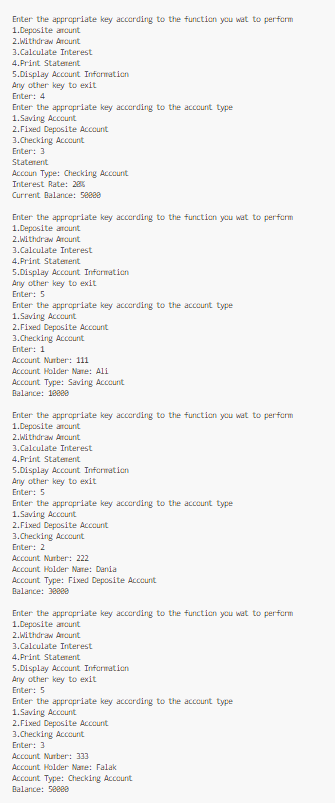 Enter the appropriate key according to the function you wat to perform
1.Deposite amount
2.Withdraw Amount
3.Calculate Interest
4.Print Statement
5.Display Account Information
Any other key to exit
Enter: 4
Enter the appropriate key according to the account type
1.Saving Account
2.Fixed Deposite Account
3.Checking Account
Enter: 3
Statement
Accoun Type: Checking Account
Interest Rate: 20%
Current Balance: 50000

Enter the appropriate key according to the function you wat to perform
1.Deposite amount
2.Withdraw Amount
3.Calculate Interest
4.Print Statement
5.Display Account Information
Any other key to exit
Enter: 5
Enter the appropriate key according to the account type
1.Saving Account
2.Fixed Deposite Account
3.Checking Account
Enter: 1
Account Number: 111
Account Holder Name: Ali
Account Type: Saving Account
Balance: 10000

Enter the appropriate key according to the function you wat to perform
1.Deposite amount
2.Withdraw Amount
3.Calculate Interest
4.Print Statement
5.Display Account Information
Any other key to exit
Enter: 5
Enter the appropriate key according to the account type
1.Saving Account
2.Fixed Deposite Account
3.Checking Account
Enter: 2
Account Number: 222
Account Holder Name: Dania
Account Type: Fixed Deposite Account
Balance: 30000

Enter the appropriate key according to the function you wat to perform
1.Deposite amount
2.Withdraw Amount
3.Calculate Interest
4.Print Statement
5.Display Account Information
Any other key to exit
Enter: 5
Enter the appropriate key according to the account type
1.Saving Account
2.Fixed Deposite Account
3.Checking Account
Enter: 3
Account Number: 333
Account Holder Name: Falak
Account Type: Checking Account
Balance: 50000